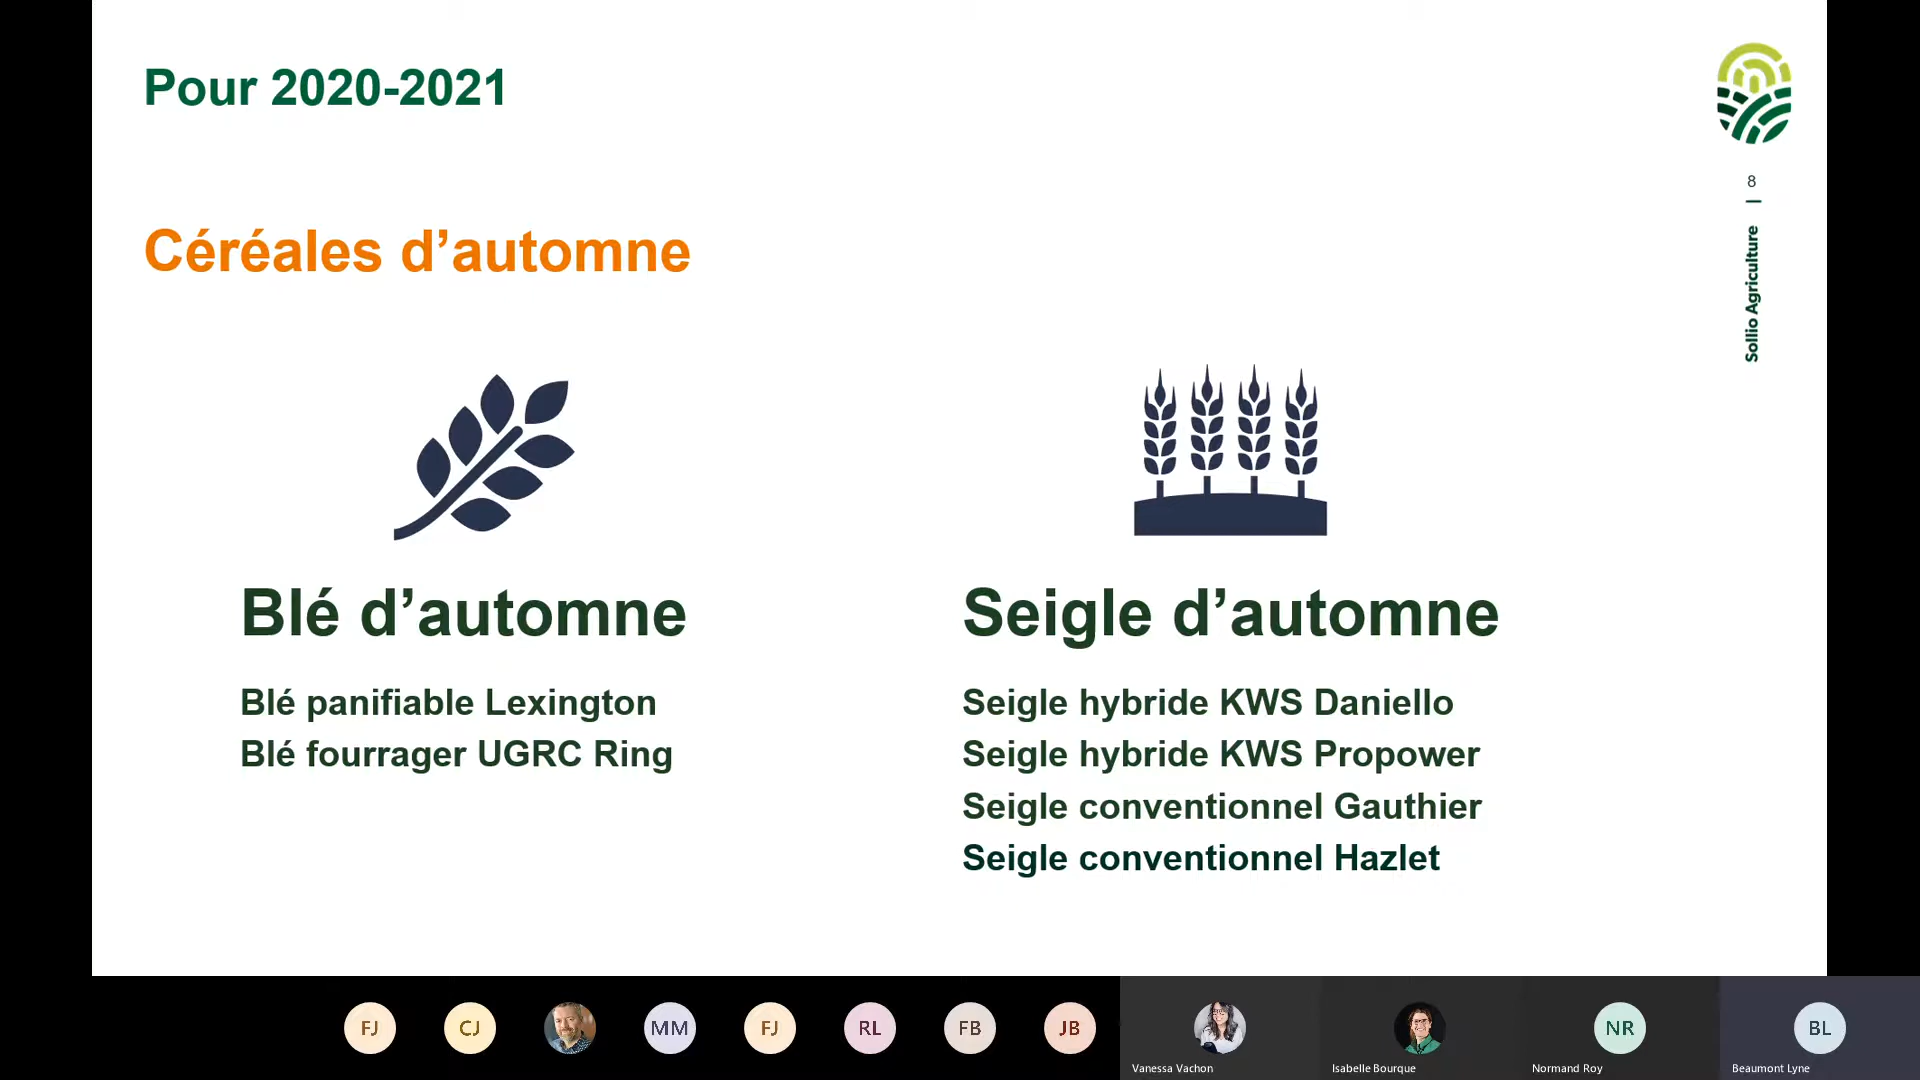 Pour 2020-2021
8
Sollio Agriculture
Céréales d’automne
Blé d’automne
Blé panifiable Lexington
Blé fourrager UGRC Ring
Seigle d’automne
Seigle hybride KWS Daniello
Seigle hybride KWS Propower
Seigle conventionnel Gauthier
Seigle conventionnel Hazlet
FJ
CJ
MM
FJ
RL
FB
JB
NR
BL
Vanessa Vachon
Isabelle Bourque
Normand Roy
Beaumont Lyne